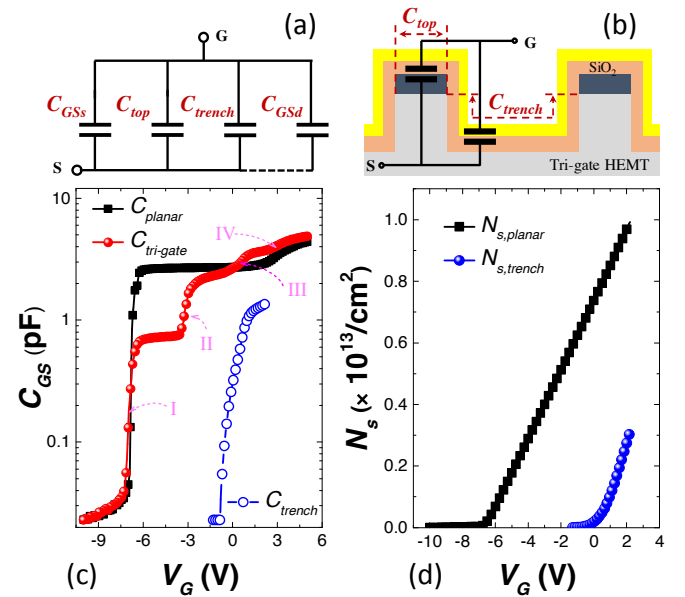 (a)
G
C_GSs
C_top
C_trench
C_GSd
S
(b)
C_top
G
SiO₂
C_trench
S
Tri-gate HEMT
10
1
0.1
C_GS (pF)
C_planar
C_tri-gate
IV
III
II
I
C_trench
-9
-6
-3
0
3
6
(c)
V_G (V)
1.0
0.8
0.6
0.4
0.2
0.0
N_s (× 10¹³/cm²)
N_s,planar
N_s,trench
-10
-8
-6
-4
-2
0
2
4
(d)
V_G (V)